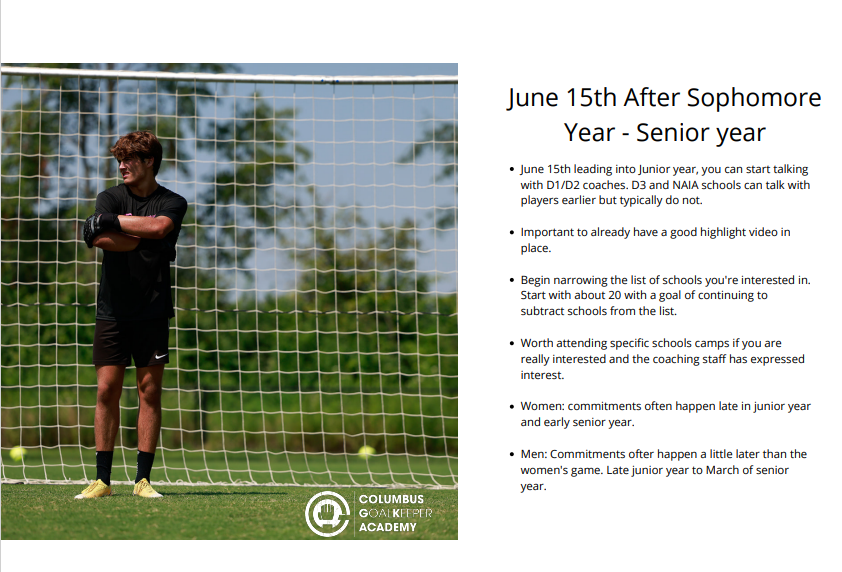 June 15th After Sophomore
Year - Senior year
• June 15th leading into Junior year, you can start talking
with D1/D2 coaches. D3 and NAIA schools can talk with
players earlier but typically do not.
• Important to already have a good highlight video in
place.
• Begin narrowing the list of schools you're interested in.
Start with about 20 with a goal of continuing to
subtract schools from the list.
• Worth attending specific schools camps if you are
really interested and the coaching staff has expressed
interest.
• Women: commitments often happen late in junior year
and early senior year.
• Men: Commitments ofter happen a little later than the
women's game. Late junior year to March of senior
year.
COLUMBUS
GOALKEEPER
ACADEMY